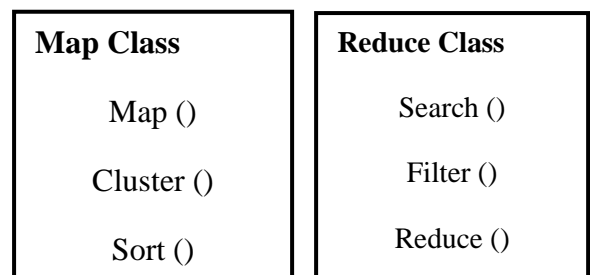 Map Class
Map ()
Cluster ()
Sort ()
Reduce Class
Search ()
Filter ()
Reduce ()